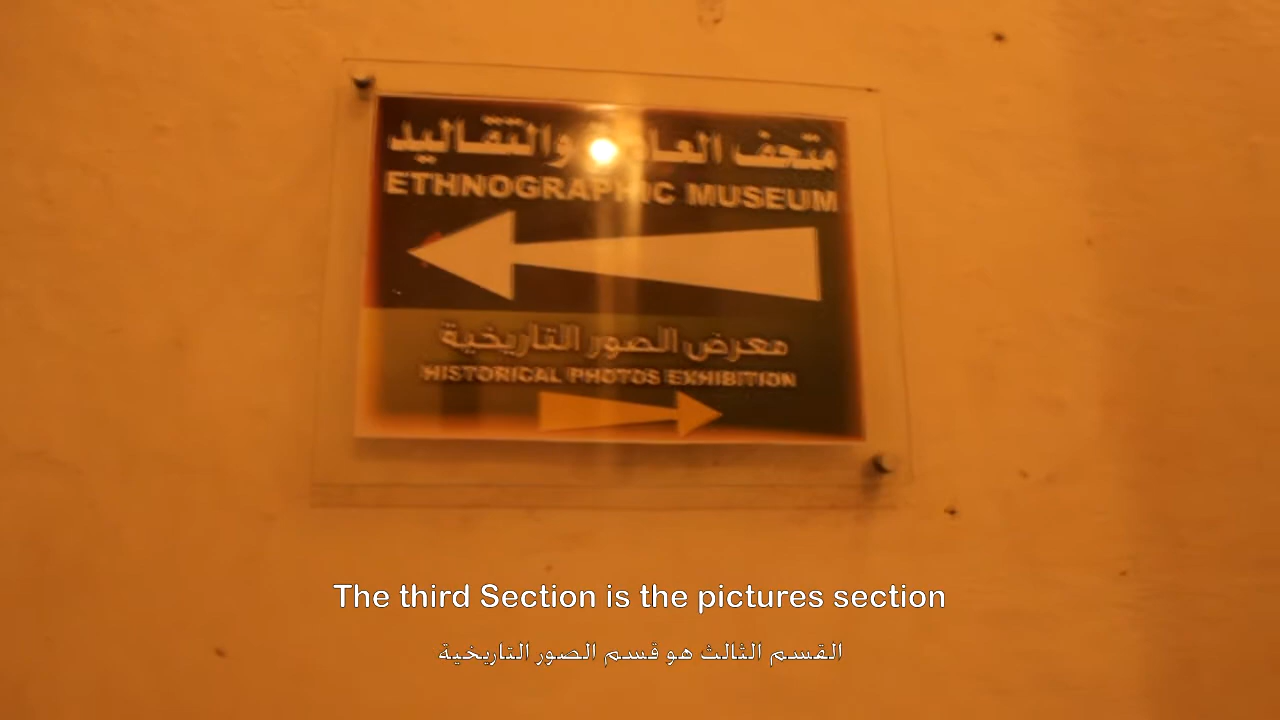 متحف العادات والتقاليد
ETHNOGRAPHIC MUSEUM
معرض الصور التاريخية
HISTORICAL PHOTOS EXHIBITION
The third Section is the pictures section
القسم الثالث هو قسم الصور التاريخية